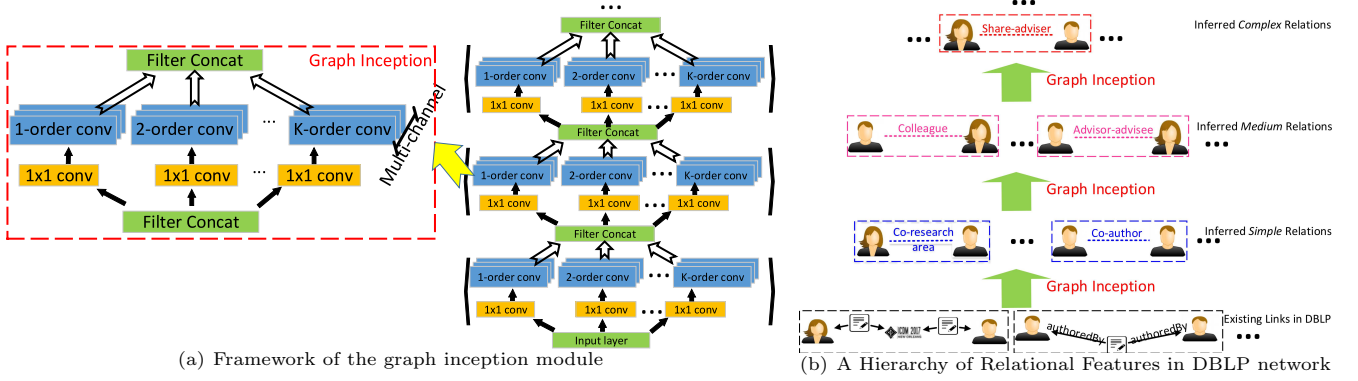 Filter Concat
Graph Inception
1-order conv 2-order conv ... K-order conv
Multi-channel
1x1 conv 1x1 conv ... 1x1 conv
Filter Concat
...
Filter Concat
1-order conv 2-order conv ... K-order conv
1x1 conv 1x1 conv ... 1x1 conv
Filter Concat
1-order conv 2-order conv ... K-order conv
1x1 conv 1x1 conv ... 1x1 conv
Filter Concat
1-order conv 2-order conv ... K-order conv
1x1 conv 1x1 conv ... 1x1 conv
Input layer
(a) Framework of the graph inception module
...
... Share-adviser ...
Inferred Complex Relations
Graph Inception
Colleague ... Advisor-advisee ...
Inferred Medium Relations
Graph Inception
Co-research
area
... Co-author ...
Inferred Simple Relations
Graph Inception
ICDM 2017
NEW ORLEANS
authoredBy authoredBy
Existing Links in DBLP
...
(b) A Hierarchy of Relational Features in DBLP network